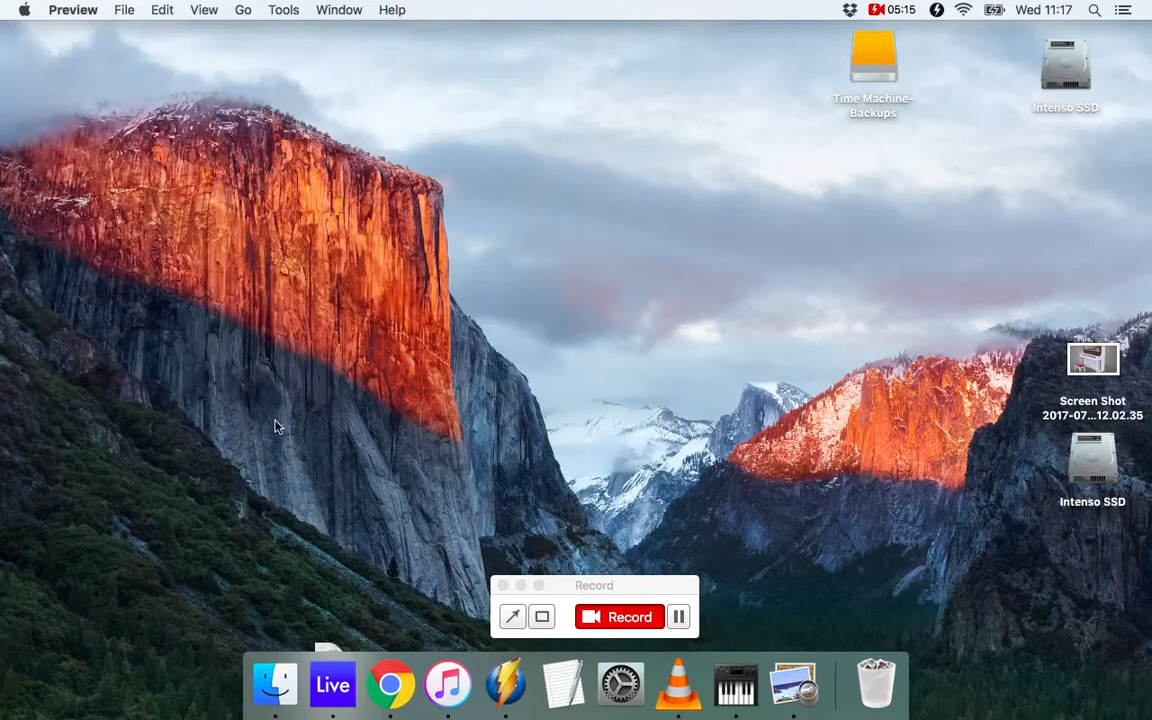 Preview File Edit View Go Tools Window Help 05:15 Wed 11:17
Time Machine-
Backups
Intenso SSD
Screen Shot
2017-07...12.02.35
Intenso SSD
Record
Record
Live